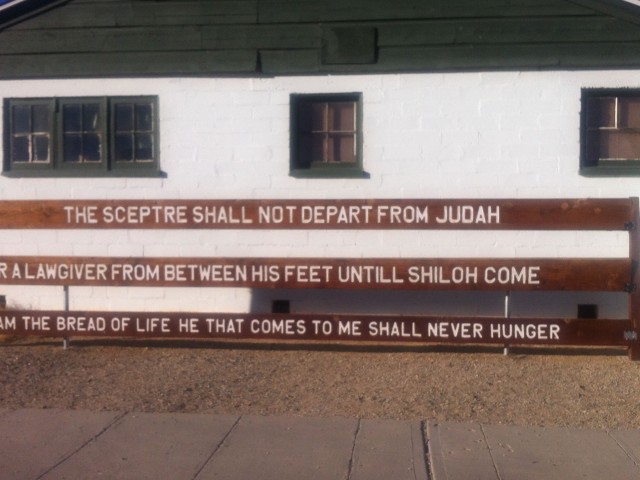 THE SCEPTRE SHALL NOT DEPART FROM JUDAH
R A LAWGIVER FROM BETWEEN HIS FEET UNTILL SHILOH COME
AM THE BREAD OF LIFE HE THAT COMES TO ME SHALL NEVER HUNGER